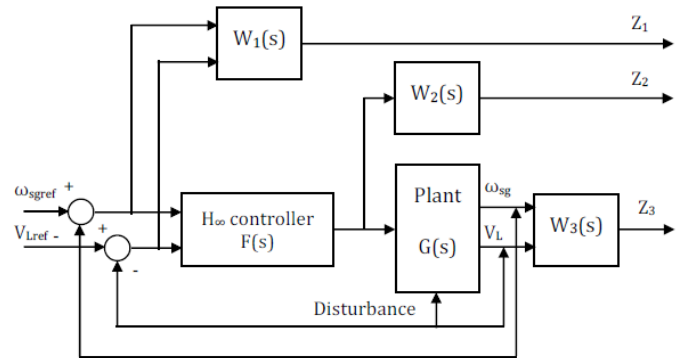 Z₁
W₁(s)
Z₂
W₂(s)
ωsgref +
Plant
ωsg
Z₃
H∞ controller
W₃(s)
VLref - +
F(s)
G(s)
VL
-
Disturbance